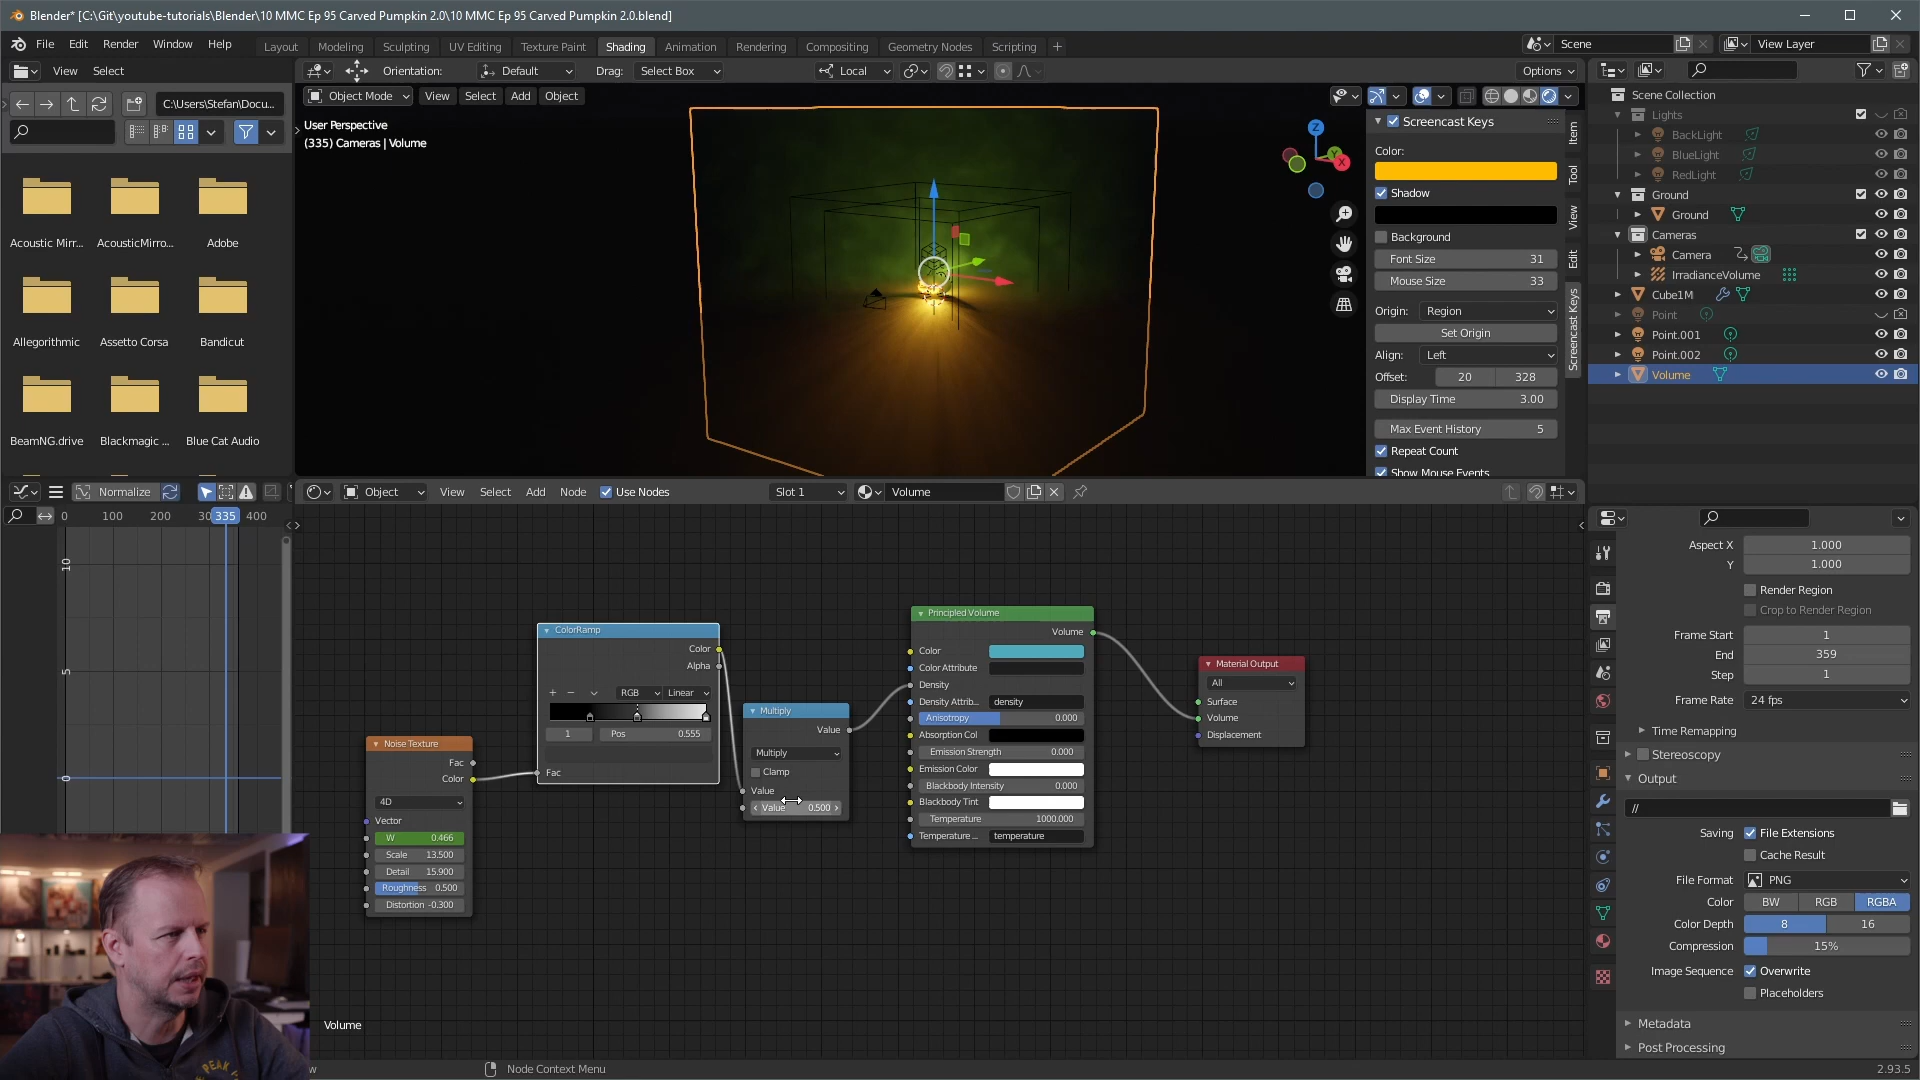 Blender* [C:\Git\youtube-tutorials\Blender\10 MMC Ep 95 Carved Pumpkin 2.0\10 MMC Ep 95 Carved Pumpkin 2.0.blend]
File Edit Render Window Help
Layout Modeling Sculpting UV Editing Texture Paint Shading Animation Rendering Compositing Geometry Nodes Scripting +
Scene
View Layer
View Select
Orientation: Default Drag: Select Box Local Options
C:\Users\Stefan\Docu...
Object Mode View Select Add Object
User Perspective
(335) Cameras | Volume
Z
Y
X
Acoustic Mirr... AcousticMirro... Adobe
Allegorithmic Assetto Corsa Bandicut
BeamNG.drive Blackmagic ... Blue Cat Audio
Screencast Keys
Color:
Shadow
Background
Font Size 31
Mouse Size 33
Origin: Region
Set Origin
Align: Left
Offset: 20 328
Display Time 3.00
Max Event History 5
Repeat Count
Show Mouse Events
Item
Tool
View
Edit
Screencast Keys
Scene Collection
Lights
BackLight
BlueLight
RedLight
Ground
Ground
Cameras
Camera
IrradianceVolume
Cube1M
Point
Point.001
Point.002
Volume
Normalize
0 100 200 30 335 400
10
5
0
Object View Select Add Node Use Nodes Slot 1 Volume
Noise Texture
Fac
Color
4D
Vector
W 0.466
Scale 13.500
Detail 15.900
Roughness 0.500
Distortion -0.300
ColorRamp
Color
Alpha
+ − RGB Linear
1 Pos 0.555
Fac
Multiply
Value
Multiply
Clamp
Value
Value 0.500
Principled Volume
Volume
Color
Color Attribute
Density
Density Attrib... density
Anisotropy 0.000
Absorption Col
Emission Strength 0.000
Emission Color
Blackbody Intensity 0.000
Blackbody Tint
Temperature 1000.000
Temperature ... temperature
Material Output
All
Surface
Volume
Displacement
Volume
Aspect X 1.000
Y 1.000
Render Region
Crop to Render Region
Frame Start 1
End 359
Step 1
Frame Rate 24 fps
Time Remapping
Stereoscopy
Output
//
Saving File Extensions
Cache Result
File Format PNG
Color BW RGB RGBA
Color Depth 8 16
Compression 15%
Image Sequence Overwrite
Placeholders
Metadata
Post Processing
Node Context Menu
2.93.5